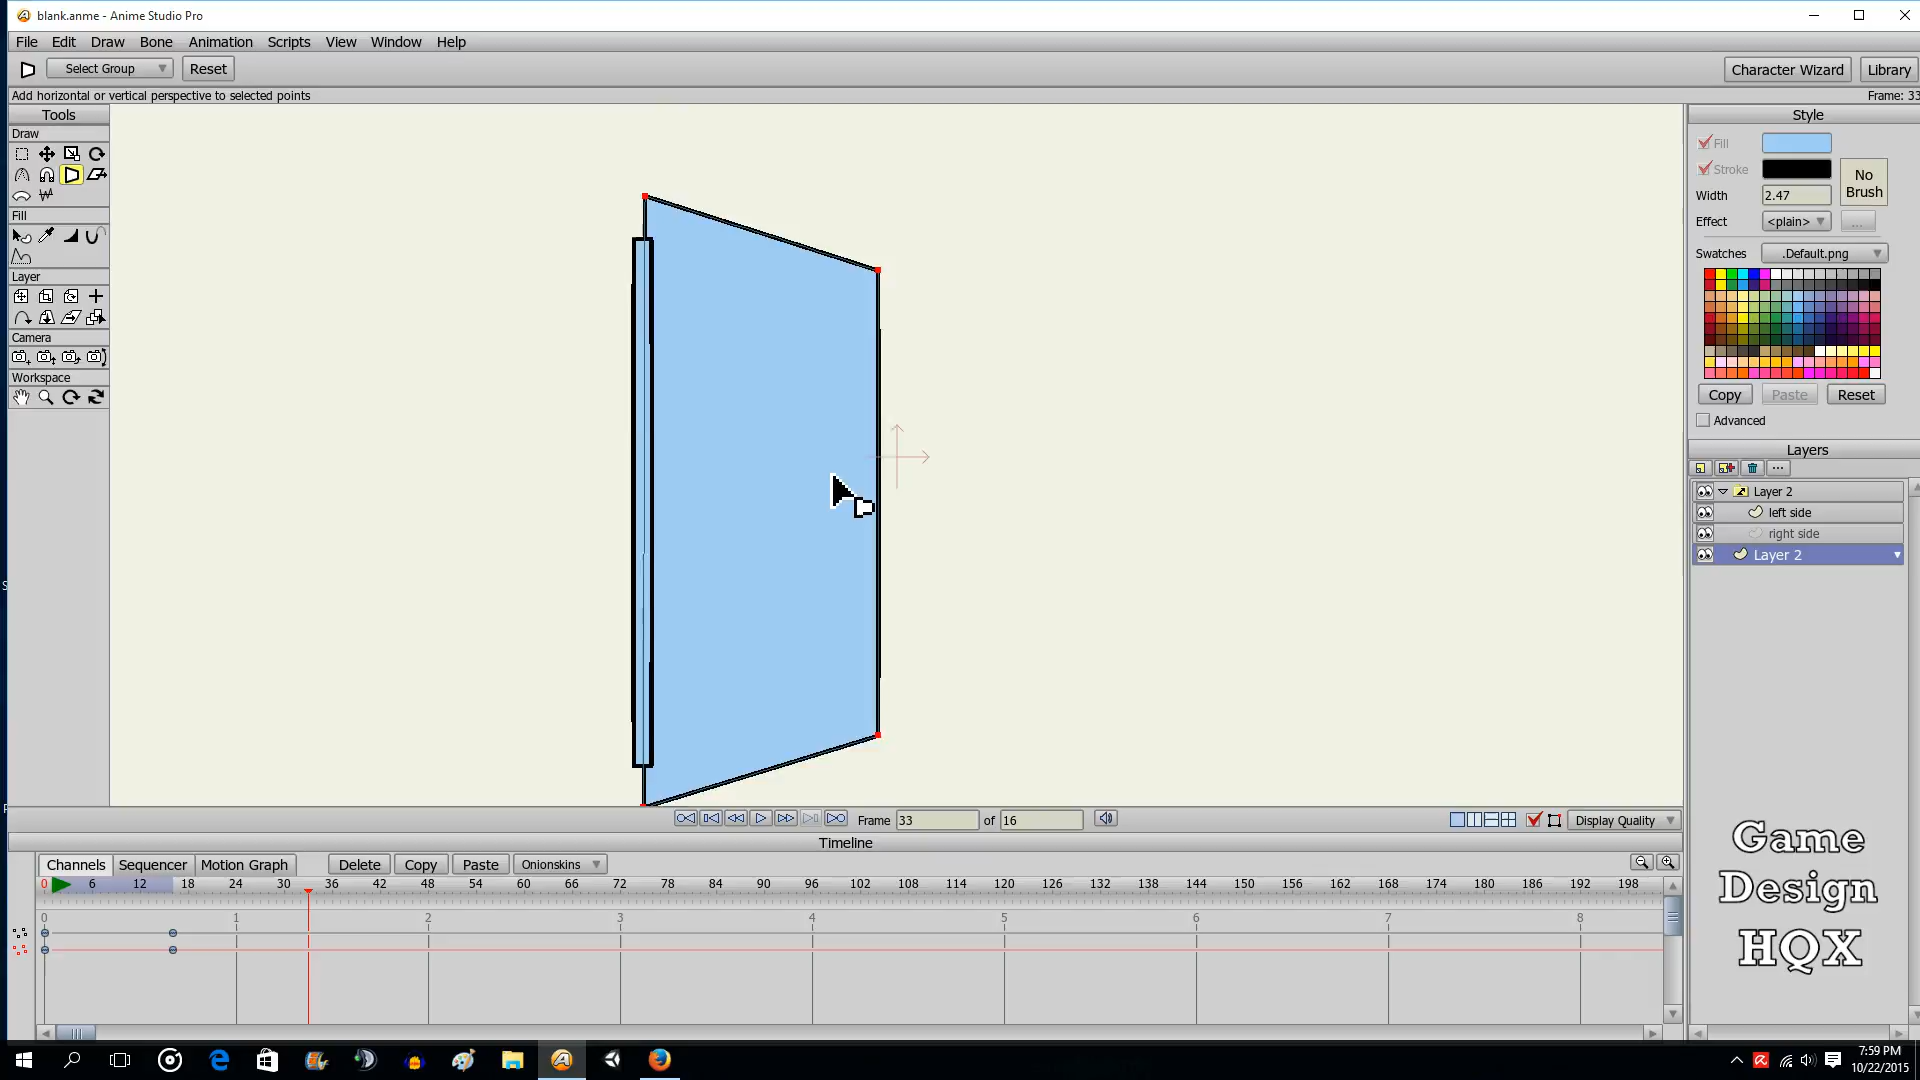 blank.anme - Anime Studio Pro
File Edit Draw Bone Animation Scripts View Window Help
Select Group Reset Character Wizard Library
Add horizontal or vertical perspective to selected points Frame: 33
Tools
Draw
Fill
Layer
Camera
Workspace
Style
Fill
Stroke
No
Brush
Width 2.47
Effect <plain> ...
Swatches .Default.png
Copy Paste Reset
Advanced
Layers
Layer 2
left side
right side
Layer 2
Frame 33 of 16 Display Quality
Timeline
Channels Sequencer Motion Graph Delete Copy Paste Onionskins
0 6 12 18 24 30 36 42 48 54 60 66 72 78 84 90 96 102 108 114 120 126 132 138 144 150 156 162 168 174 180 186 192 198
0 1 2 3 4 5 6 7 8
Game
Design
HQX
7:59 PM
10/22/2015